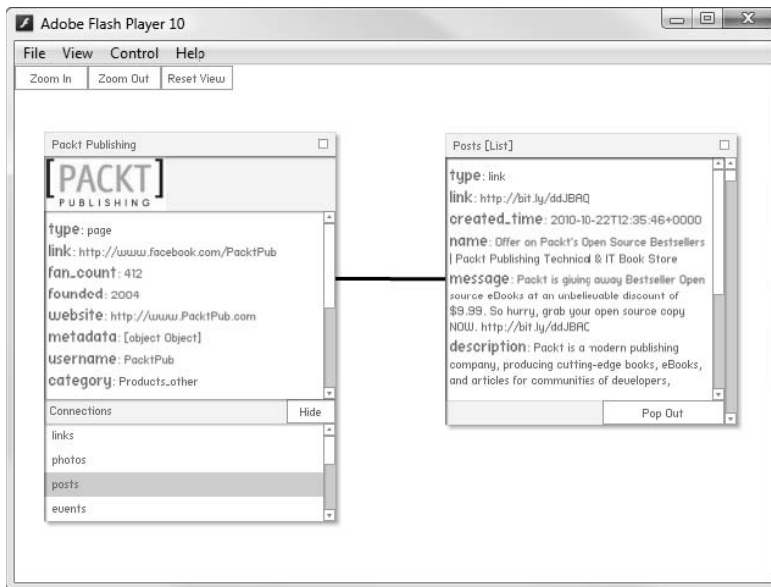 Adobe Flash Player 10
File View Control Help
Zoom In Zoom Out Reset View
Packt Publishing
[PACKT]
PUBLISHING
type: page
link: http://www.facebook.com/PacktPub
fan_count: 412
founded: 2004
website: http://www.PacktPub.com
metadata: [object Object]
username: PacktPub
category: Products_other
Connections Hide
links
photos
posts
events
Posts [List]
type: link
link: http://bit.ly/ddJBAQ
created_time: 2010-10-22T12:35:46+0000
name: Offer on Packt's Open Source Bestsellers
| Packt Publishing Technical & IT Book Store
message: Packt is giving away Bestseller Open
source eBooks at an unbelievable discount of
$9.99. So hurry, grab your open source copy
NOW. http://bit.ly/ddJBAQ
description: Packt is a modern publishing
company, producing cutting-edge books, eBooks,
and articles for communities of developers,
Pop Out